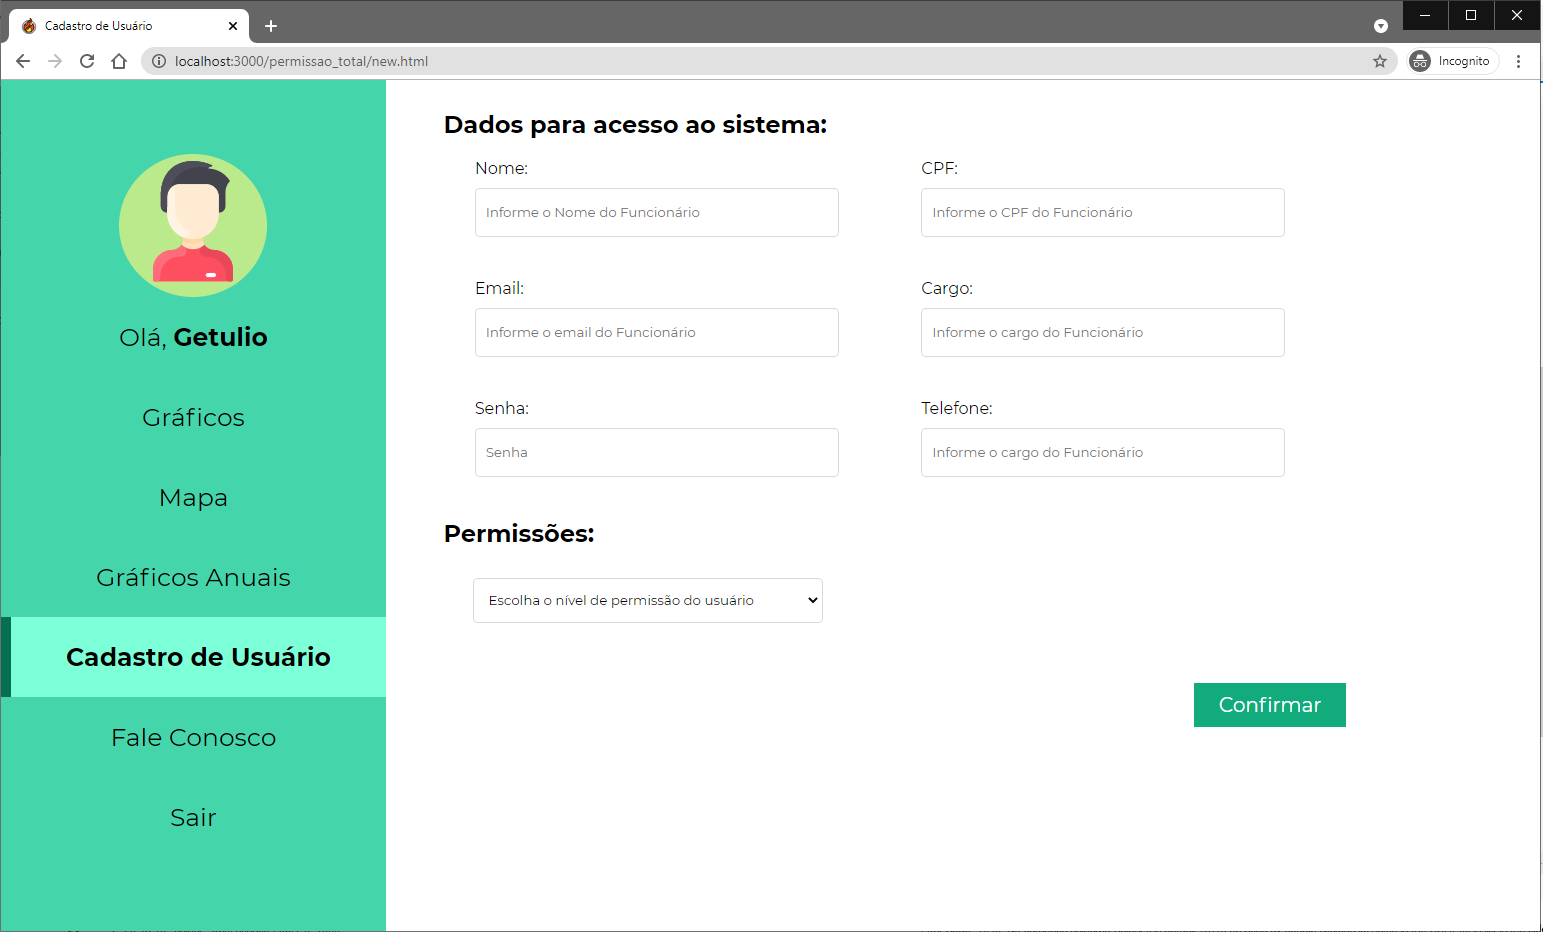 Cadastro de Usuário
localhost:3000/permissao_total/new.html
Incognito
Olá, Getulio
Gráficos
Mapa
Gráficos Anuais
Cadastro de Usuário
Fale Conosco
Sair
Dados para acesso ao sistema:
Nome:
Informe o Nome do Funcionário
CPF:
Informe o CPF do Funcionário
Email:
Informe o email do Funcionário
Cargo:
Informe o cargo do Funcionário
Senha:
Senha
Telefone:
Informe o cargo do Funcionário
Permissões:
Escolha o nível de permissão do usuário
Confirmar